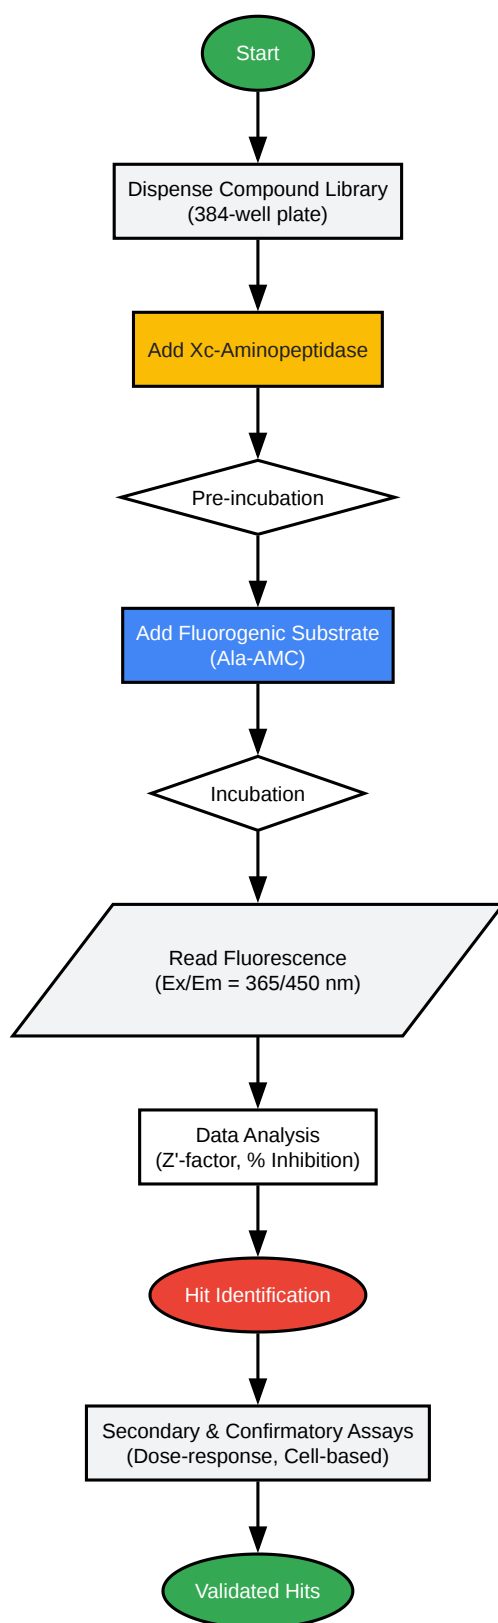 Start
Dispense Compound Library
(384-well plate)
Add Xc-Aminopeptidase
Pre-incubation
Add Fluorogenic Substrate
(Ala-AMC)
Incubation
Read Fluorescence
(Ex/Em = 365/450 nm)
Data Analysis
(Z'-factor, % Inhibition)
Hit Identification
Secondary & Confirmatory Assays
(Dose-response, Cell-based)
Validated Hits